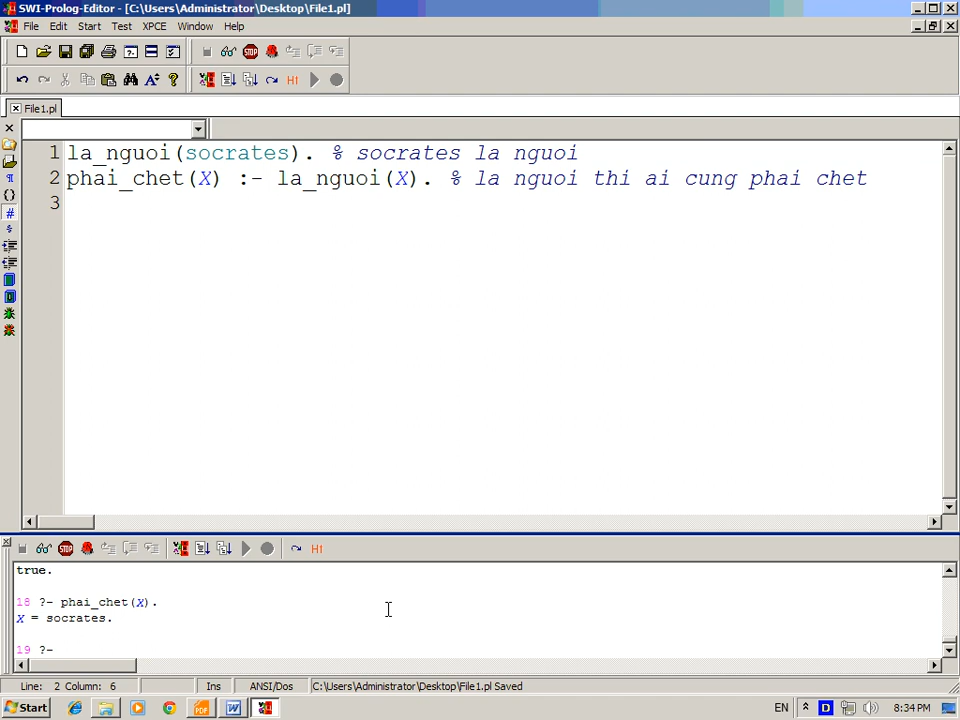 SWI-Prolog-Editor - [C:\Users\Administrator\Desktop\File1.pl]
File Edit Start Test XPCE Window Help
File1.pl
1 la_nguoi(socrates). % socrates la nguoi
2 phai_chet(X) :- la_nguoi(X). % la nguoi thi ai cung phai chet
3
true.
18 ?- phai_chet(X).
X = socrates.
19 ?-
Line: 2 Column: 6 Ins ANSI/Dos C:\Users\Administrator\Desktop\File1.pl Saved
Start EN 8:34 PM